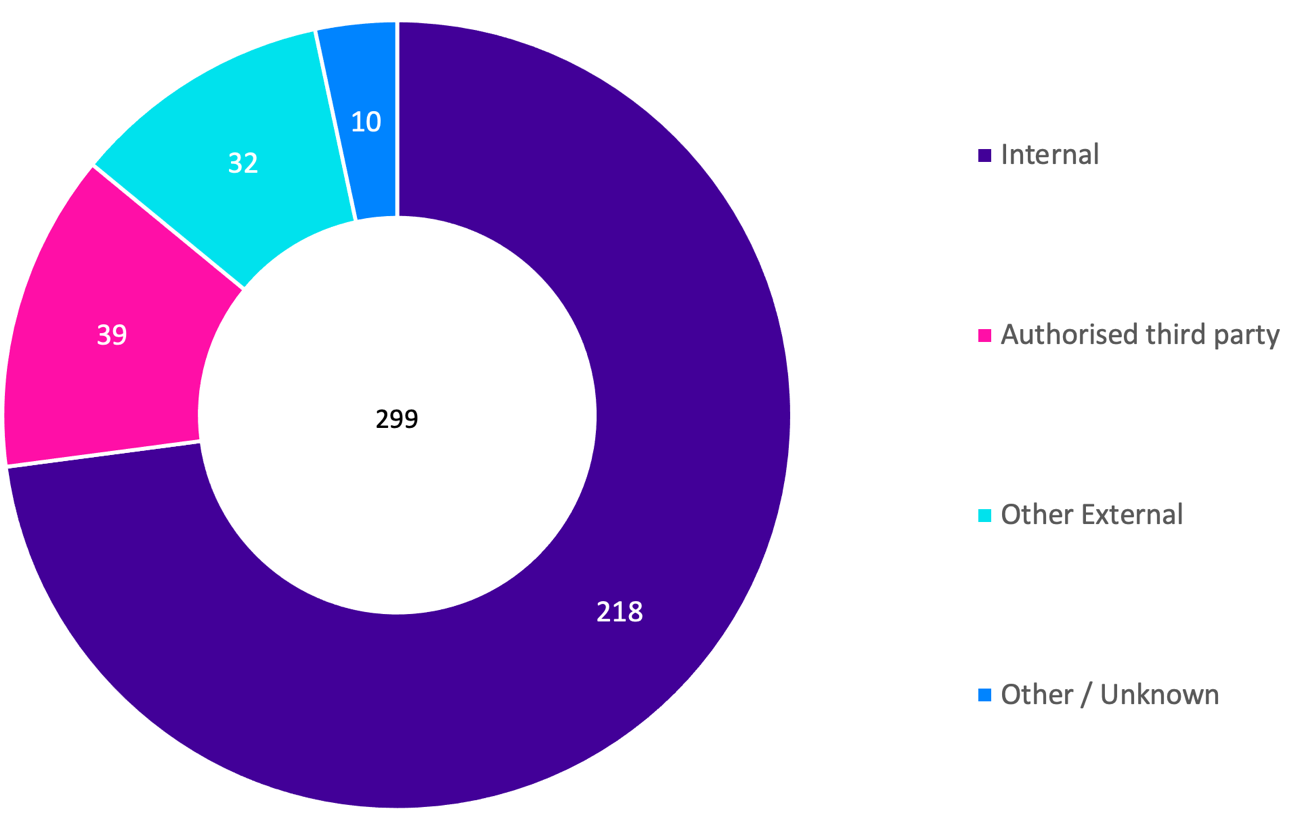 10
32
39
299
218
Internal
Authorised third party
Other External
Other / Unknown